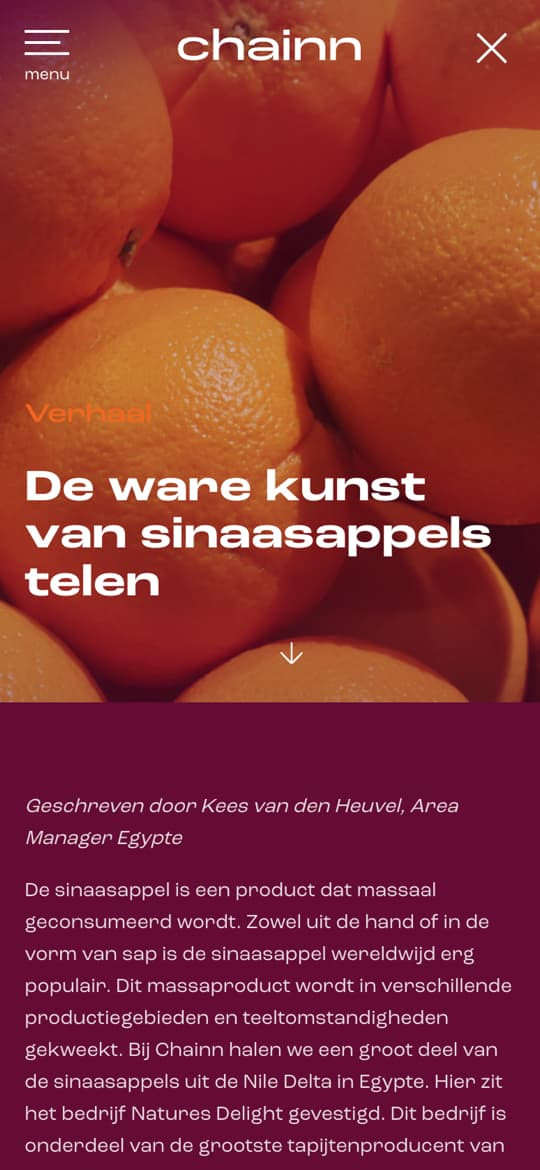 menu
chainn
Verhaal
De ware kunst
van sinaasappels
telen
Geschreven door Kees van den Heuvel, Area
Manager Egypte
De sinaasappel is een product dat massaal
geconsumeerd wordt. Zowel uit de hand of in de
vorm van sap is de sinaasappel wereldwijd erg
populair. Dit massaproduct wordt in verschillende
productiegebieden en teeltomstandigheden
gekweekt. Bij Chainn halen we een groot deel van
de sinaasappels uit de Nile Delta in Egypte. Hier zit
het bedrijf Natures Delight gevestigd. Dit bedrijf is
onderdeel van de grootste tapijtenproducent van